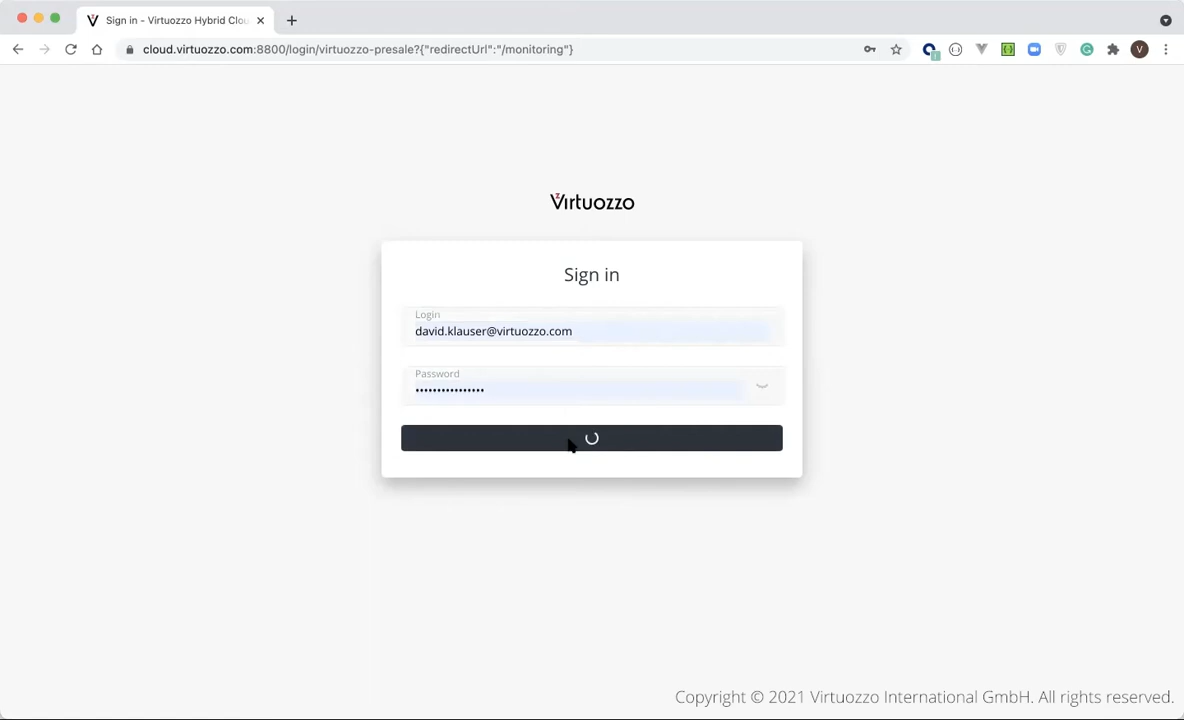 Sign in - Virtuozzo Hybrid Clou
cloud.virtuozzo.com:8800/login/virtuozzo-presale?{"redirectUrl":"/monitoring"}
V
Virtuozzo
Sign in
Login
david.klauser@virtuozzo.com
Password
••••••••••••••••
Copyright © 2021 Virtuozzo International GmbH. All rights reserved.